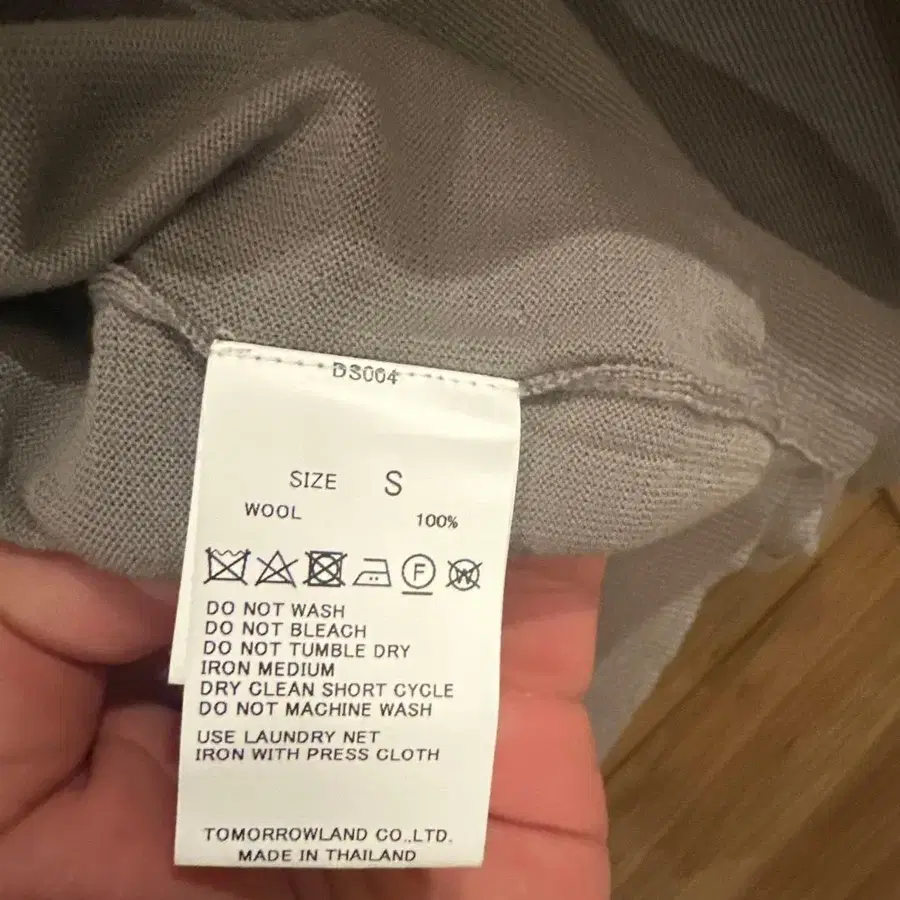 DS004
SIZE S
WOOL 100%
F W
DO NOT WASH
DO NOT BLEACH
DO NOT TUMBLE DRY
IRON MEDIUM
DRY CLEAN SHORT CYCLE
DO NOT MACHINE WASH
USE LAUNDRY NET
IRON WITH PRESS CLOTH
TOMORROWLAND CO.,LTD.
MADE IN THAILAND